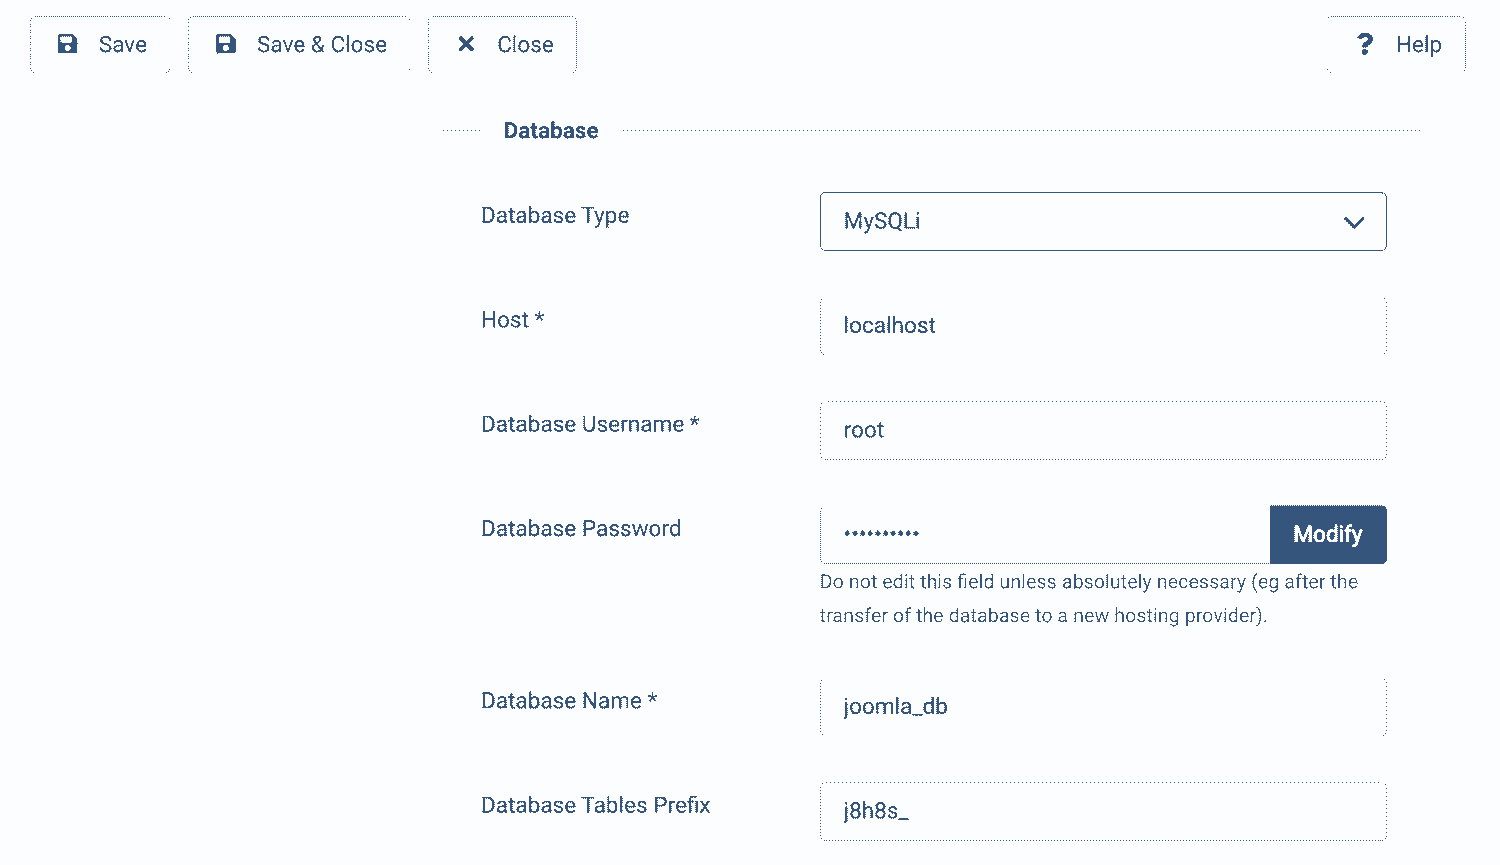 Save
Save & Close
Close
Help
Database
Database Type
MySQLi
Host *
localhost
Database Username *
root
Database Password
••••••••••
Modify
Do not edit this field unless absolutely necessary (eg after the
transfer of the database to a new hosting provider).
Database Name *
joomla_db
Database Tables Prefix
j8h8s_